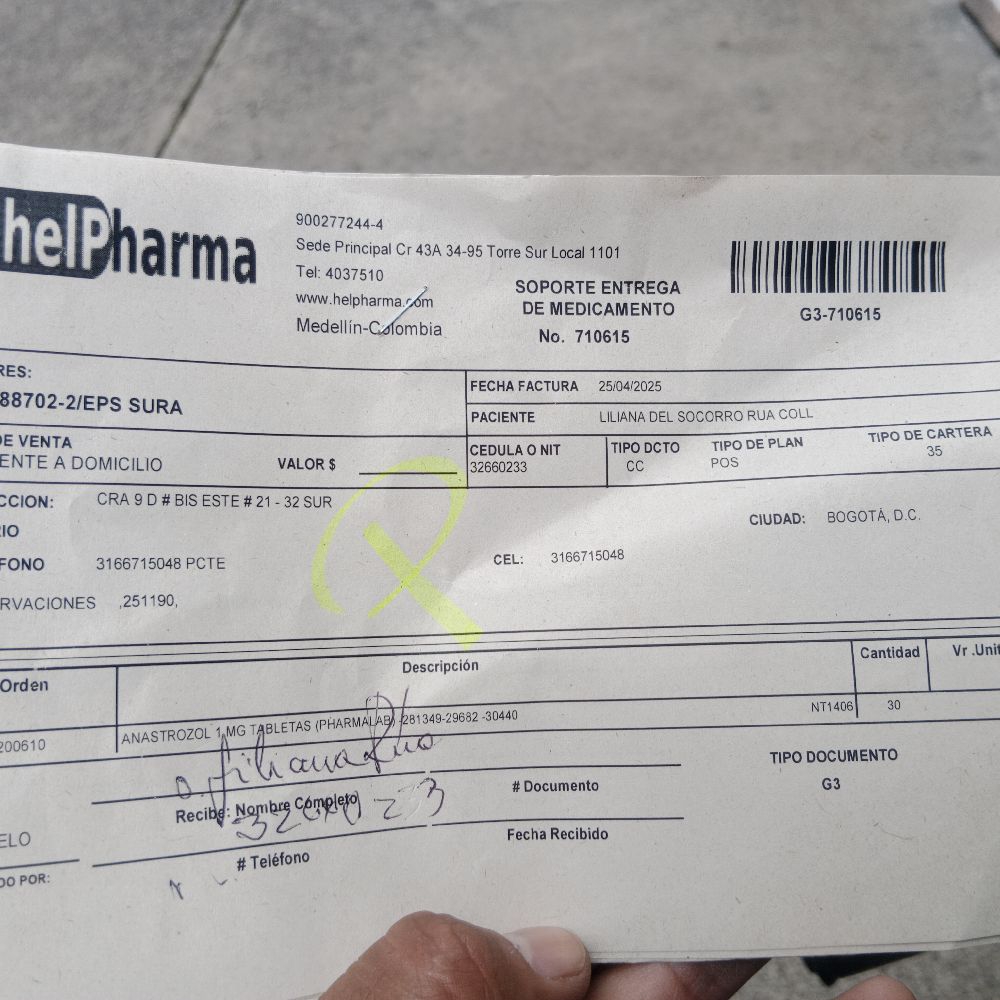 helPharma
900277244-4
Sede Principal Cr 43A 34-95 Torre Sur Local 1101
Tel: 4037510
www.helpharma.com
Medellín-Colombia
SOPORTE ENTREGA
DE MEDICAMENTO
No. 710615
G3-710615
RES:
88702-2/EPS SURA
FECHA FACTURA 25/04/2025
PACIENTE LILIANA DEL SOCORRO RUA COLL
DE VENTA
ENTE A DOMICILIO VALOR $
CEDULA O NIT
32660233
TIPO DCTO
CC
TIPO DE PLAN
POS
TIPO DE CARTERA
35
CCION: CRA 9 D # BIS ESTE # 21 - 32 SUR
IO
CIUDAD: BOGOTÁ, D.C.
FONO 3166715048 PCTE
CEL: 3166715048
RVACIONES ,251190,
Orden Descripción Cantidad Vr .Unit
200610 ANASTROZOL 1 MG TABLETAS (PHARMALAB) -281349-29682 -30440 NT1406 30
Liliana Rua
Recibe: Nombre Completo
# Documento
TIPO DOCUMENTO
G3
ELO
# Teléfono
Fecha Recibido
DO POR: